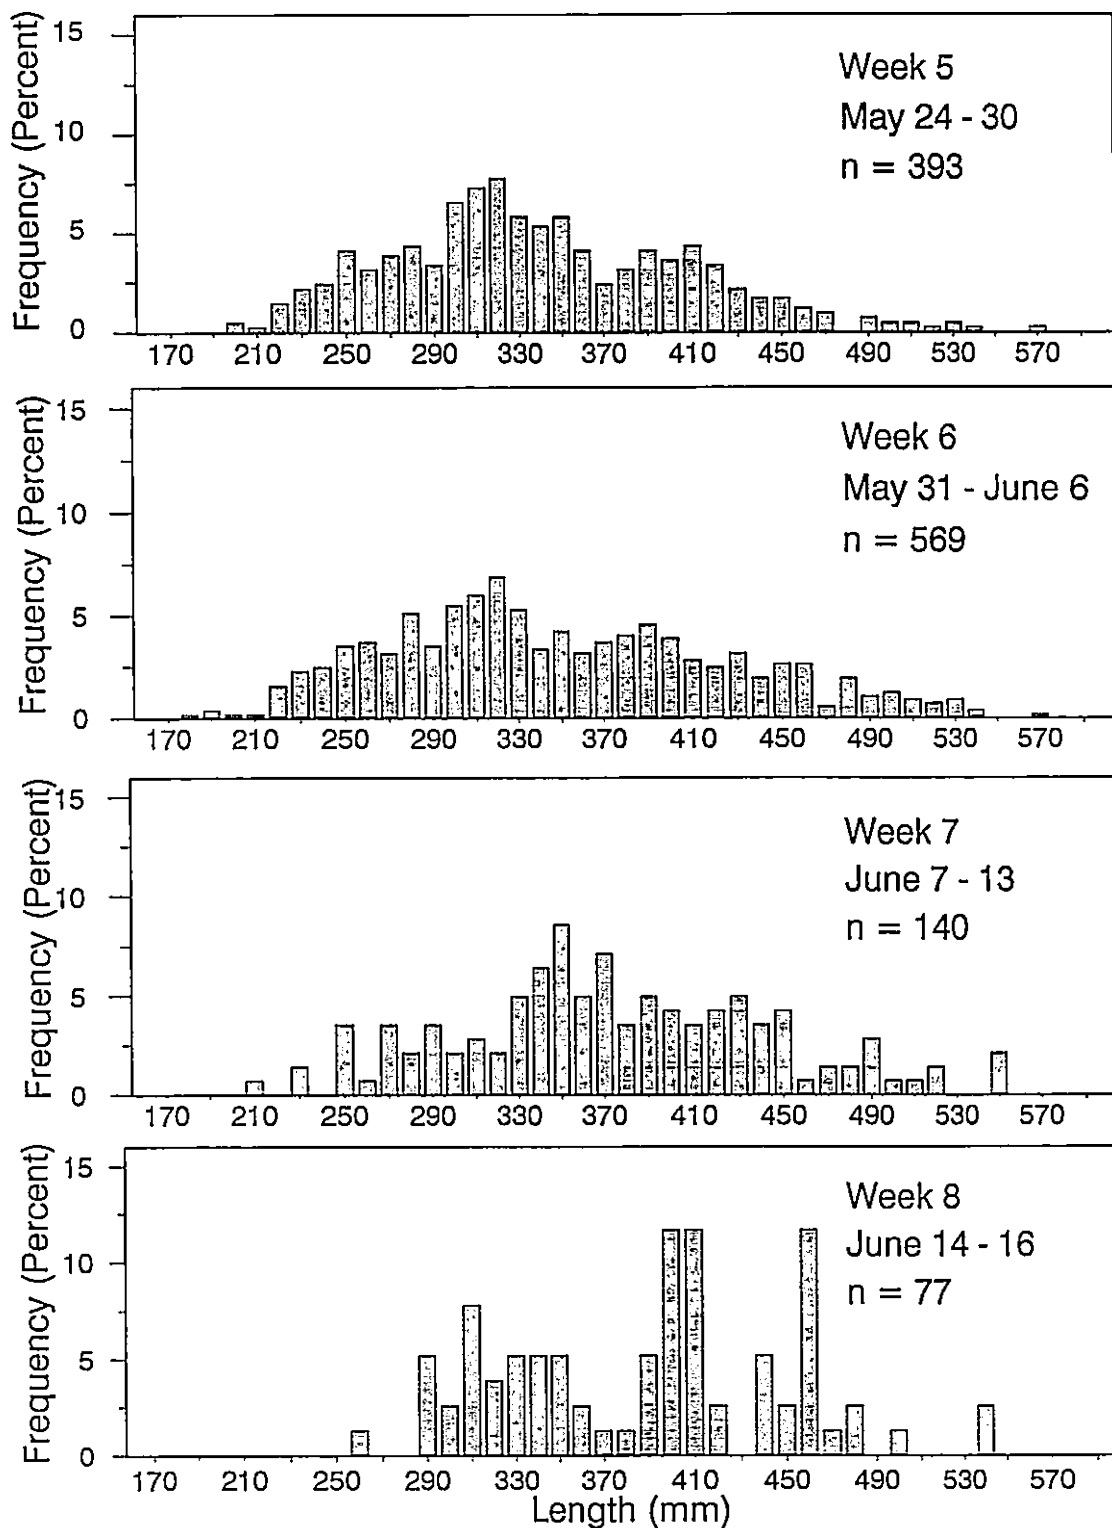 Frequency (Percent)
15
10
5
0
Week 5
May 24 - 30
n = 393
170 210 250 290 330 370 410 450 490 530 570
Frequency (Percent)
15
10
5
0
Week 6
May 31 - June 6
n = 569
170 210 250 290 330 370 410 450 490 530 570
Frequency (Percent)
15
10
5
0
Week 7
June 7 - 13
n = 140
170 210 250 290 330 370 410 450 490 530 570
Frequency (Percent)
15
10
5
0
Week 8
June 14 - 16
n = 77
170 210 250 290 330 370 410 450 490 530 570
Length (mm)